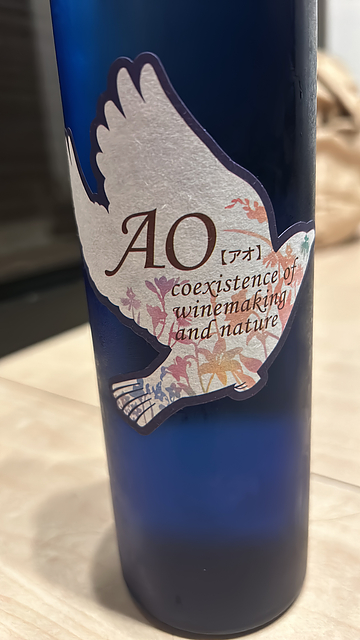 AO【アオ】
coexistence of
winemaking
and nature